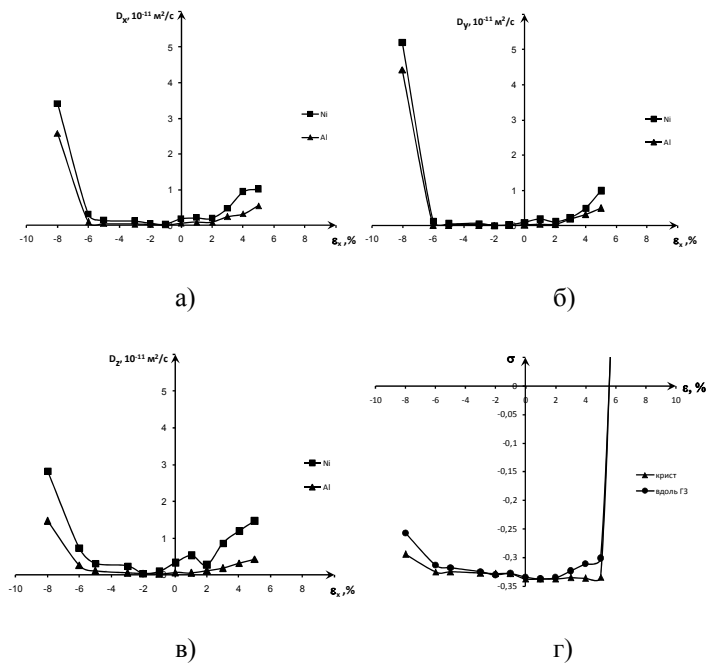 Dx, 10⁻¹¹ м²/с
5
4
3
2
1
-10 -8 -6 -4 -2 0 2 4 6 8
εx ,%
Ni
Al
а)
Dy, 10⁻¹¹ м²/с
5
4
3
2
1
-10 -8 -6 -4 -2 0 2 4 6 8
εx ,%
Ni
Al
б)
Dz, 10⁻¹¹ м²/с
5
4
3
2
1
-10 -8 -6 -4 -2 0 2 4 6 8
εx ,%
Ni
Al
в)
σ
-10 -8 -6 -4 -2 0 2 4 6 8 10
ε, %
0
-0,05
-0,1
-0,15
-0,2
-0,25
-0,3
-0,35
крист
вдоль ГЗ
г)